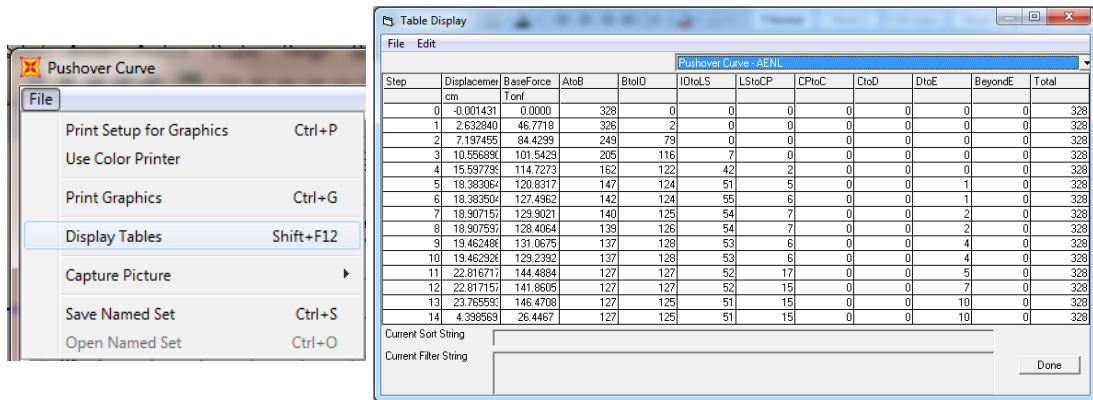 Pushover Curve
File
Print Setup for Graphics Ctrl+P
Use Color Printer
Print Graphics Ctrl+G
Display Tables Shift+F12
Capture Picture
Save Named Set Ctrl+S
Open Named Set Ctrl+O
Table Display
File Edit
Pushover Curve - AENL
Step Displacemer BaseForce AtoB BtoIO IOtoLS LStoCP CPtoC CtoD DtoE BeyondE Total
cm Tonf
0 -0.001431 0.0000 328 0 0 0 0 0 0 0 328
1 2.632840 46.7718 326 2 0 0 0 0 0 0 328
2 7.197455 84.4299 249 79 0 0 0 0 0 0 328
3 10.556890 101.5429 205 116 7 0 0 0 0 0 328
4 15.597795 114.7273 162 122 42 2 0 0 0 0 328
5 18.383064 120.8317 147 124 51 5 0 0 1 0 328
6 18.383504 127.4962 142 124 55 6 0 0 1 0 328
7 18.907157 129.9021 140 125 54 7 0 0 2 0 328
8 18.907597 128.4064 139 126 54 7 0 0 2 0 328
9 19.462486 131.0675 137 128 53 6 0 0 4 0 328
10 19.462926 129.2392 137 128 53 6 0 0 4 0 328
11 22.816717 144.4884 127 127 52 17 0 0 5 0 328
12 22.817157 141.8605 127 127 52 15 0 0 7 0 328
13 23.765593 146.4708 127 125 51 15 0 0 10 0 328
14 4.398569 26.4467 127 125 51 15 0 0 10 0 328
Current Sort String
Current Filter String
Done